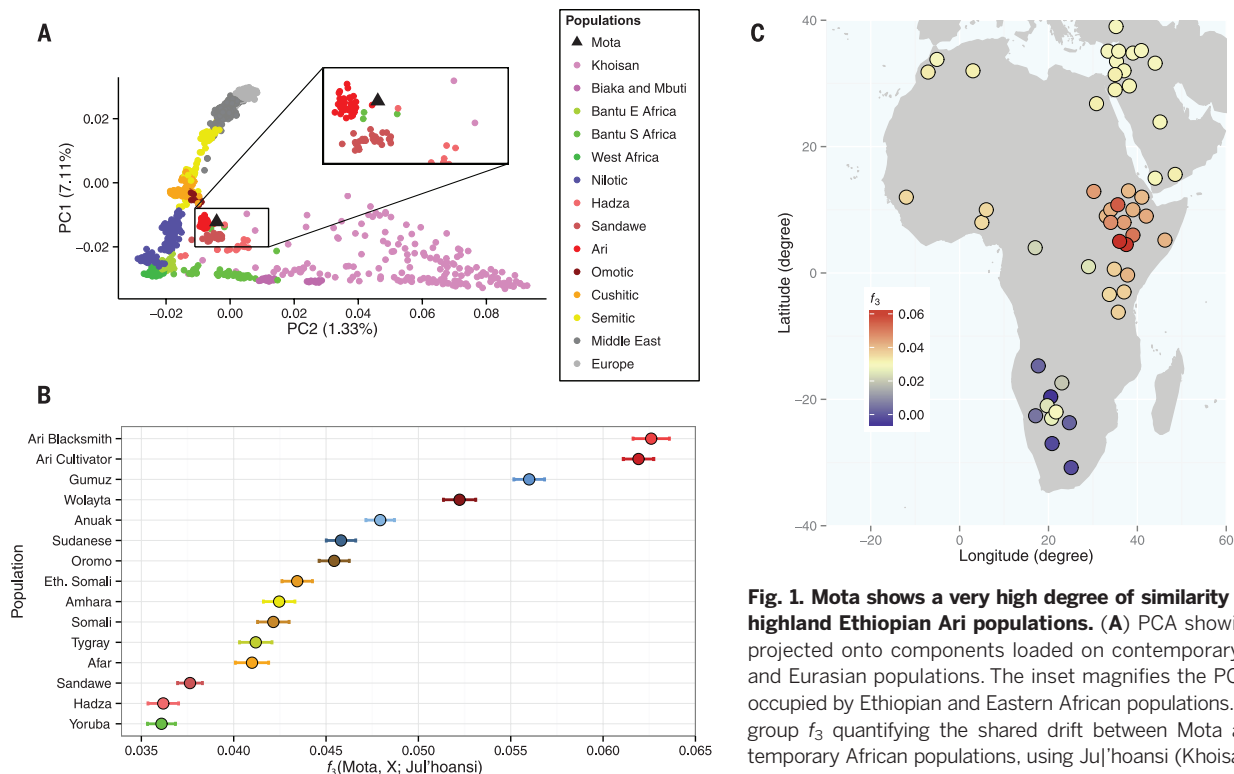 A
PC1 (7.11%)
0.02
0.00
−0.02
−0.02
0.00
0.02
0.04
0.06
0.08
PC2 (1.33%)
Populations
Mota
Khoisan
Biaka and Mbuti
Bantu E Africa
Bantu S Africa
West Africa
Nilotic
Hadza
Sandawe
Ari
Omotic
Cushitic
Semitic
Middle East
Europe
B
Population
Ari Blacksmith
Ari Cultivator
Gumuz
Wolayta
Anuak
Sudanese
Oromo
Eth. Somali
Amhara
Somali
Tygray
Afar
Sandawe
Hadza
Yoruba
0.035
0.040
0.045
0.050
0.055
0.060
0.065
f3(Mota, X; Jul'hoansi)
C
Latitude (degree)
40
20
0
−20
−40
f3
0.06
0.04
0.02
0.00
−20
0
20
40
60
Longitude (degree)
Fig. 1. Mota shows a very high degree of similarity
highland Ethiopian Ari populations. (A) PCA showi
projected onto components loaded on contemporary
and Eurasian populations. The inset magnifies the PC
occupied by Ethiopian and Eastern African populations.
group f3 quantifying the shared drift between Mota a
temporary African populations, using Ju|'hoansi (Khoisa